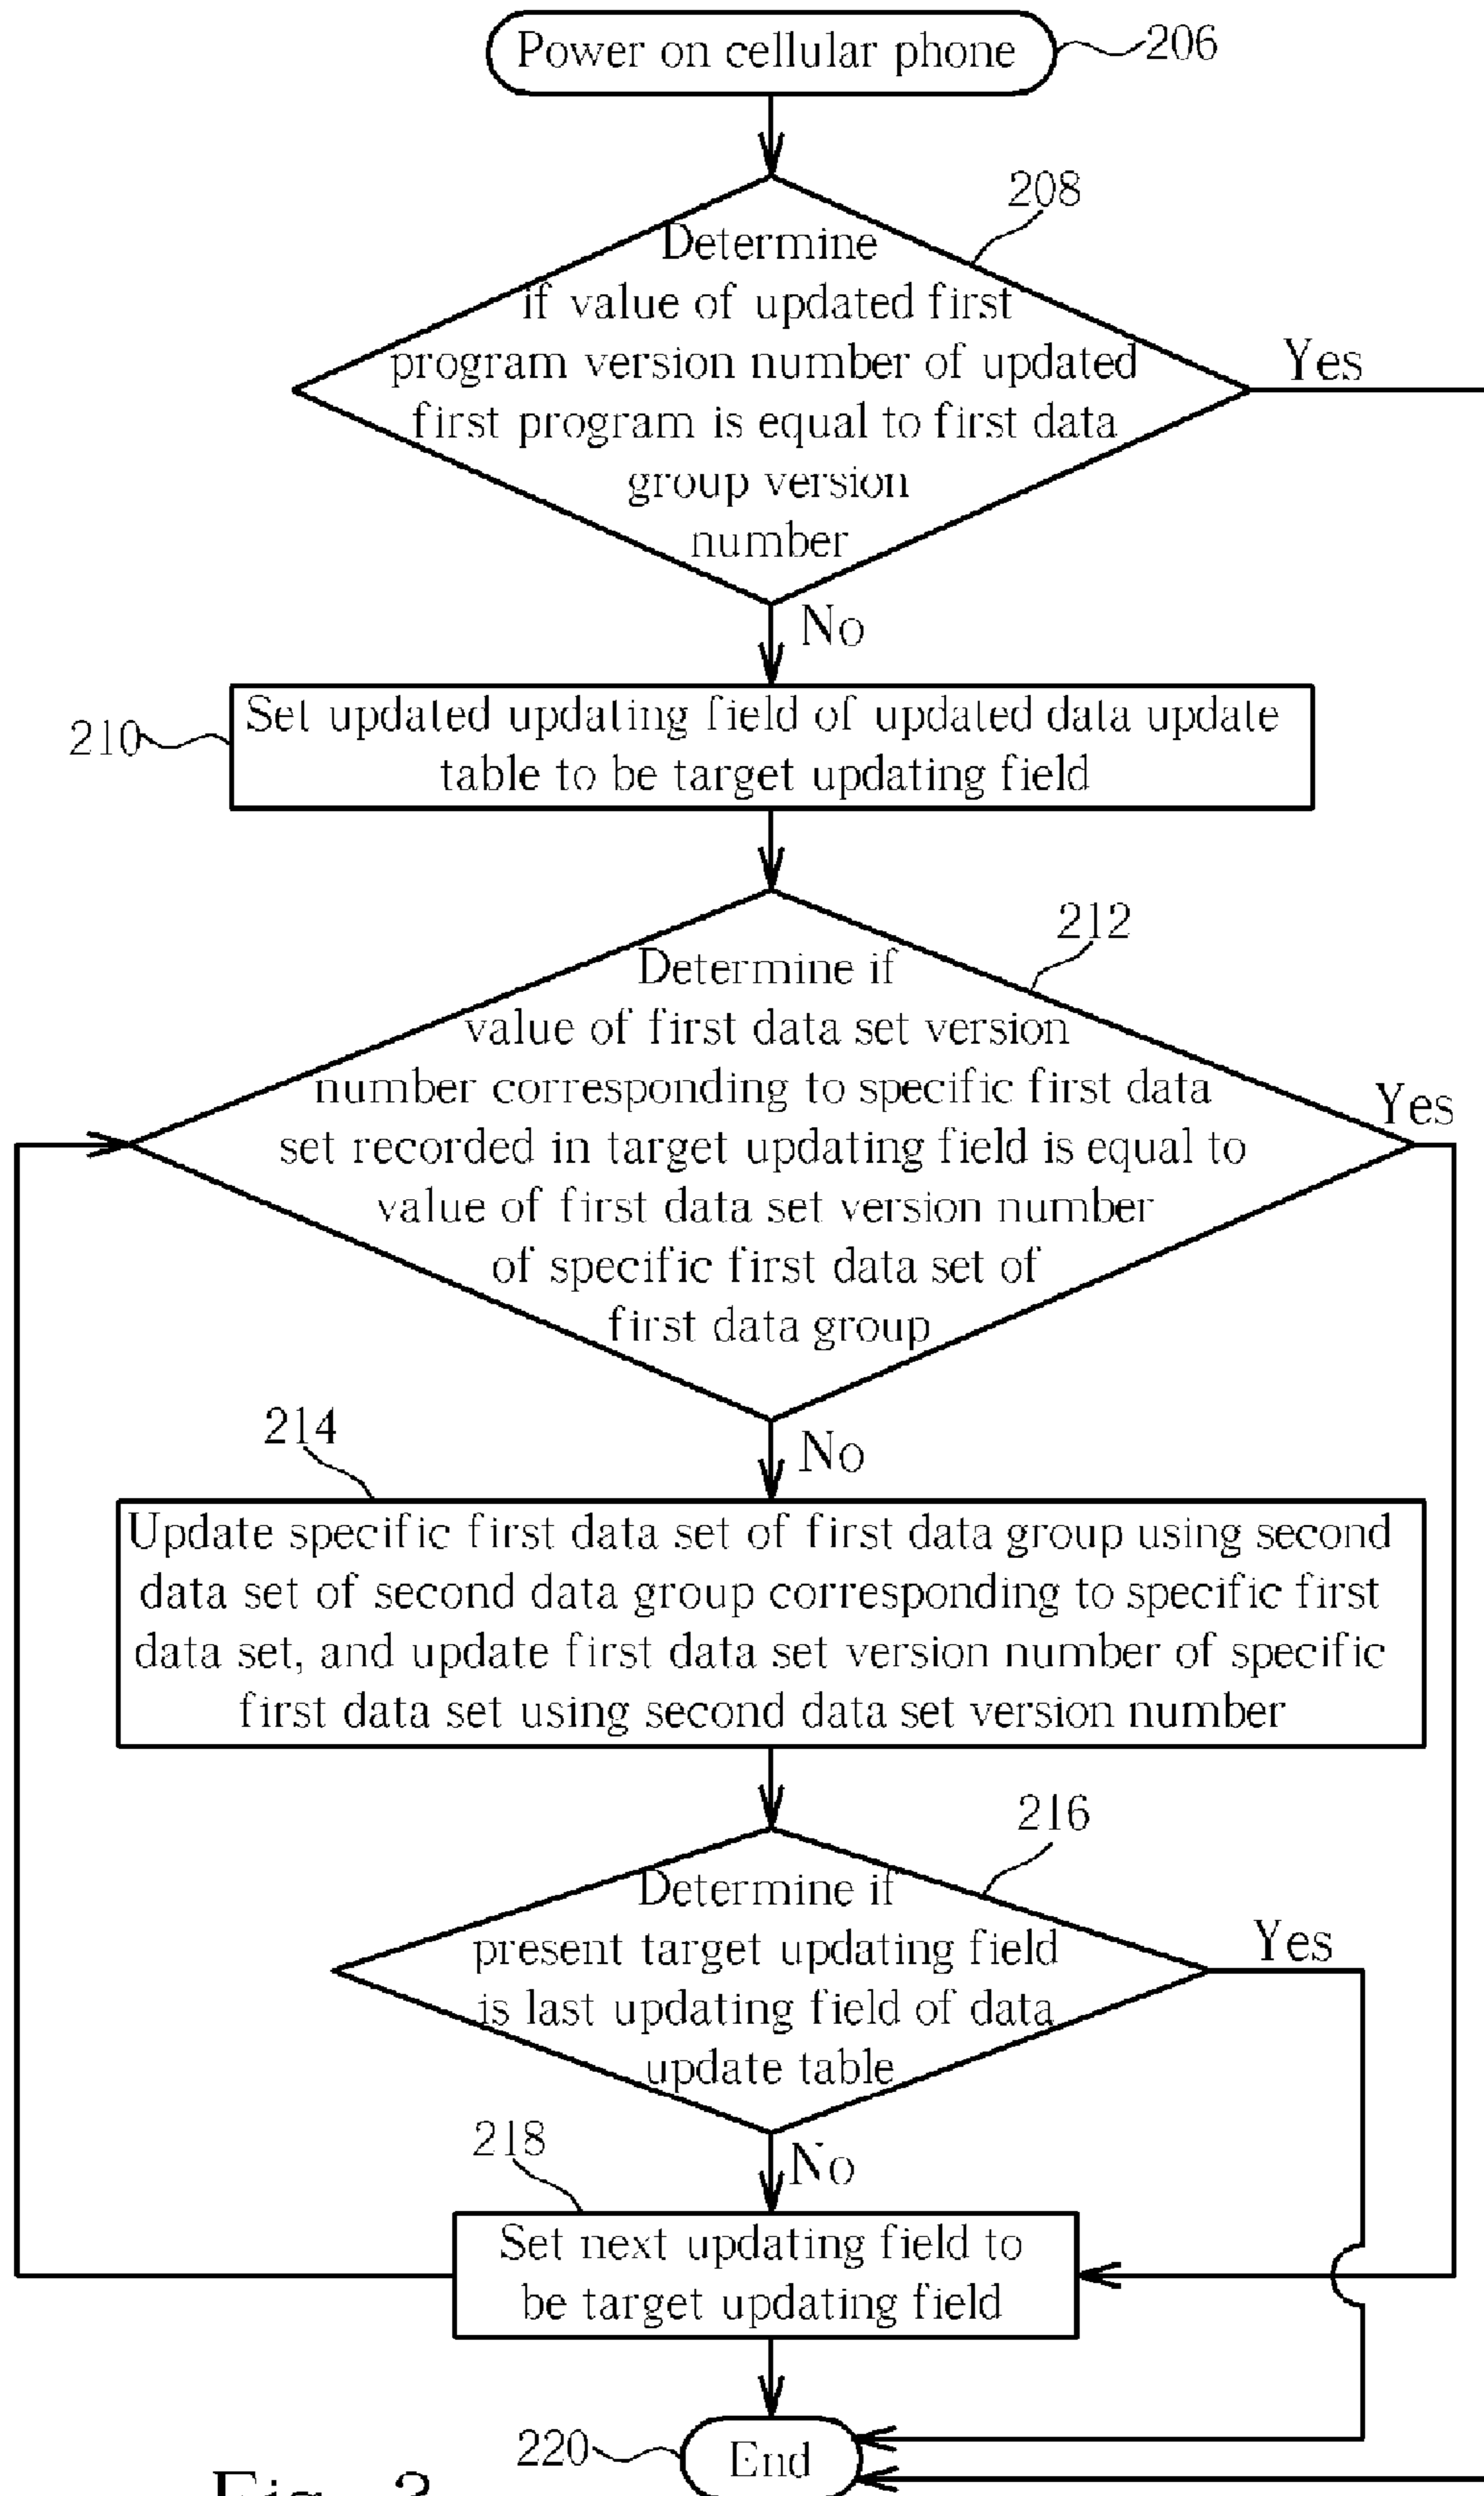 Power on cellular phone
206
208
Determine
if value of updated first
program version number of updated
first program is equal to first data
group version
number
Yes
No
210
Set updated updating field of updated data update
table to be target updating field
212
Determine if
value of first data set version
number corresponding to specific first data
set recorded in target updating field is equal to
value of first data set version number
of specific first data set of
first data group
Yes
No
214
Update specific first data set of first data group using second
data set of second data group corresponding to specific first
data set, and update first data set version number of specific
first data set using second data set version number
216
Determine if
present target updating field
is last updating field of data
update table
Yes
No
218
Set next updating field to
be target updating field
220
End
Fig. 3